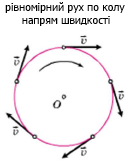 рівномірний рух по колу
напрям швидкості
v
v
v
O
v
v